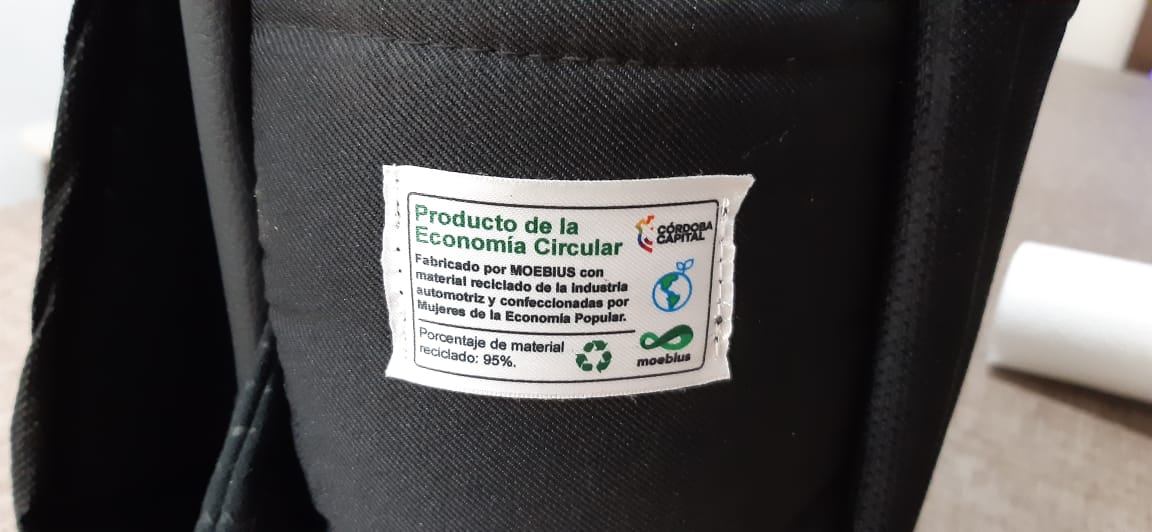 Producto de la
Economía Circular
CÓRDOBA
CAPITAL
Fabricado por MOEBIUS con
material reciclado de la Industria
automotriz y confeccionadas por
Mujeres de la Economía Popular.
Porcentaje de material
reciclado: 95%.
moebius